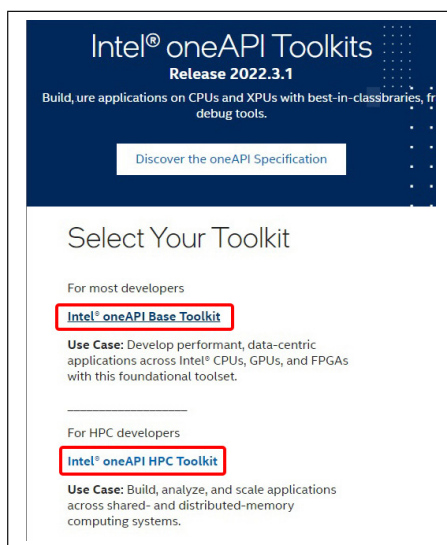 Intel® oneAPI Toolkits
Release 2022.3.1
Build, ure applications on CPUs and XPUs with best-in-classbraries, fr
debug tools.
Discover the oneAPI Specification
Select Your Toolkit
For most developers
Intel® oneAPI Base Toolkit
Use Case: Develop performant, data-centric
applications across Intel® CPUs, GPUs, and FPGAs
with this foundational toolset.
___________________
For HPC developers
Intel® oneAPI HPC Toolkit
Use Case: Build, analyze, and scale applications
across shared- and distributed-memory
computing systems.